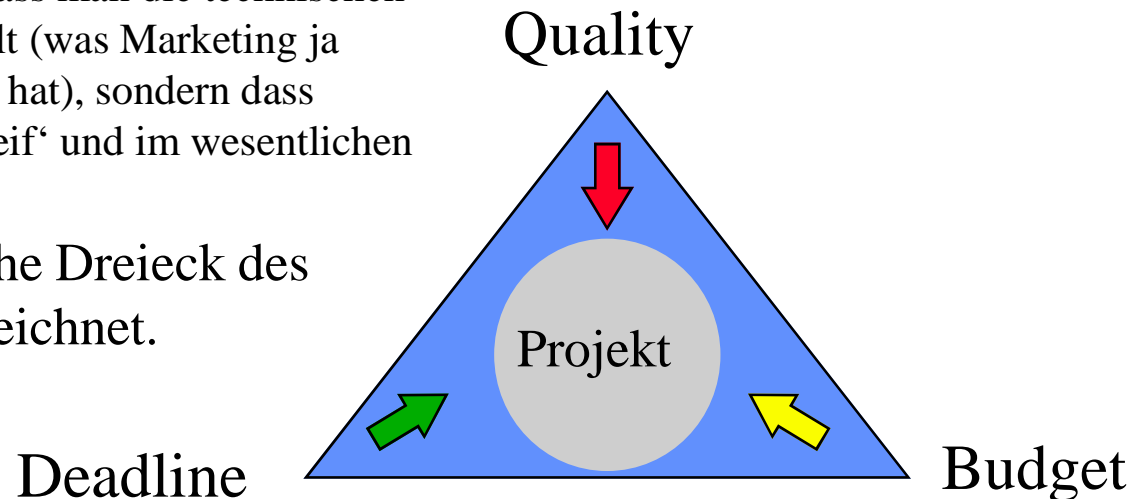 lt (was Marketing ja
hat), sondern dass
eif‘ und im wesentlichen
he Dreieck des
eichnet.
Quality
Projekt
Deadline
Budget